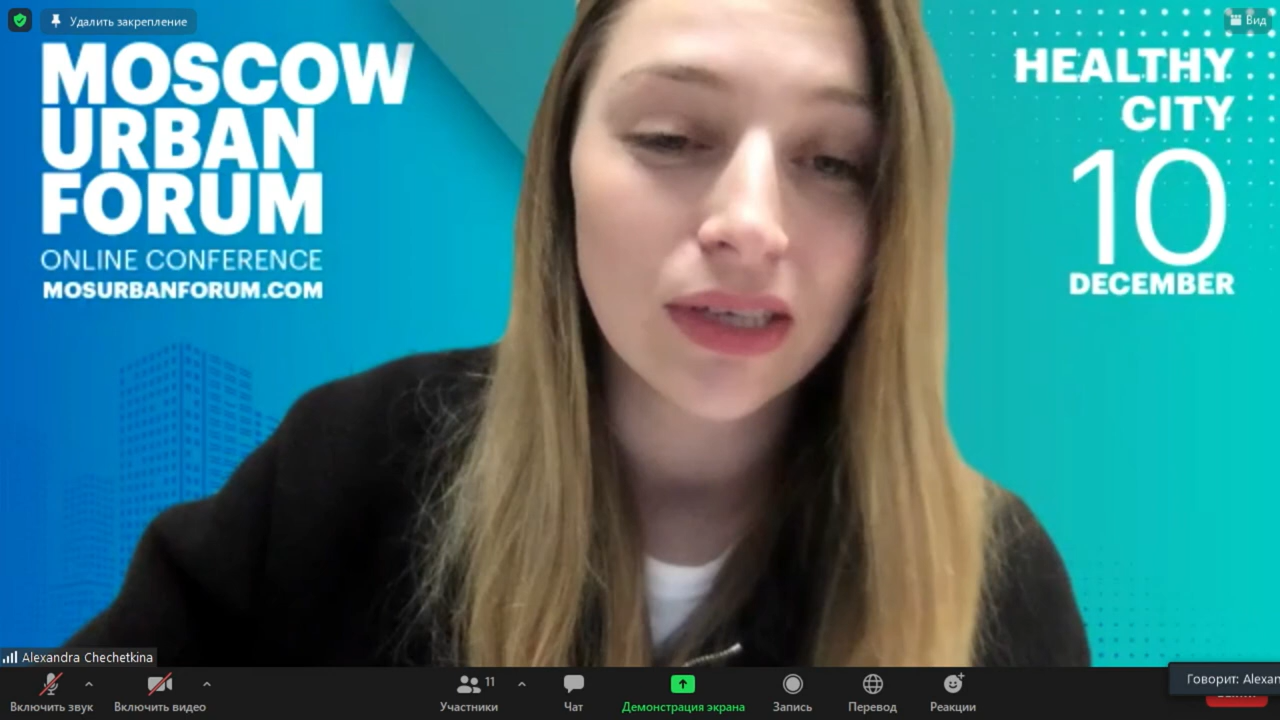 Удалить закрепление
Вид
MOSCOW
URBAN
FORUM
ONLINE CONFERENCE
MOSURBANFORUM.COM
HEALTHY
CITY
10
DECEMBER
Alexandra Chechetkina
Говорит: Alexan
Включить звук
Включить видео
Участники
11
Чат
Демонстрация экрана
Запись
Перевод
Реакции